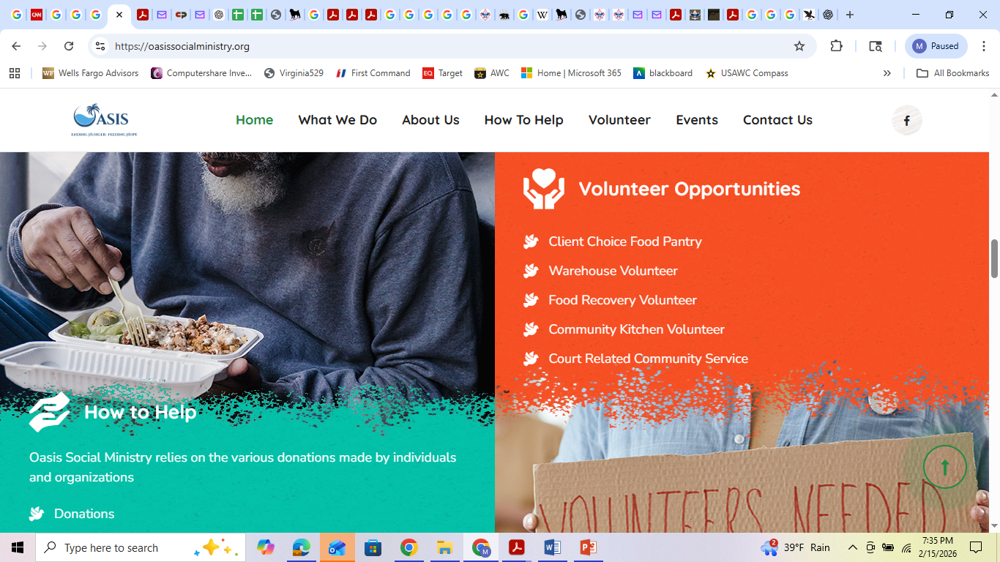 https://oasissocialministry.org
M
Paused
Wells Fargo Advisors
Computershare Inve...
Virginia529
First Command
Target
AWC
Home | Microsoft 365
blackboard
USAWC Compass
»
All Bookmarks
OASIS
ENDING HUNGER - FEEDING HOPE
Home
What We Do
About Us
How To Help
Volunteer
Events
Contact Us
Volunteer Opportunities
Client Choice Food Pantry
Warehouse Volunteer
Food Recovery Volunteer
Community Kitchen Volunteer
Court Related Community Service
How to Help
Oasis Social Ministry relies on the various donations made by individuals
and organizations
Donations
VOLUNTEERS NEEDED
Type here to search
2
39°F Rain
7:35 PM
2/15/2026